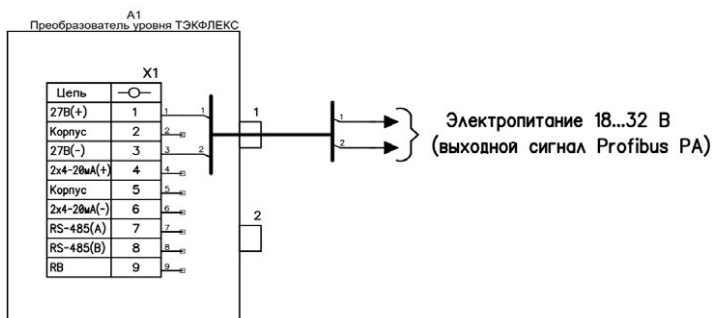 A1
Преобразователь уровня ТЭКФЛЕКС
X1
Цепь
27В(+) 1 1 1
Корпус 2 2
27В(-) 3 3 2
2x4-20мА(+) 4 4
Корпус 5 5
2x4-20мА(-) 6 6
RS-485(A) 7 7
RS-485(B) 8 8
RB 9 9
1
2
1
2
Электропитание 18...32 В
(выходной сигнал Profibus PA)